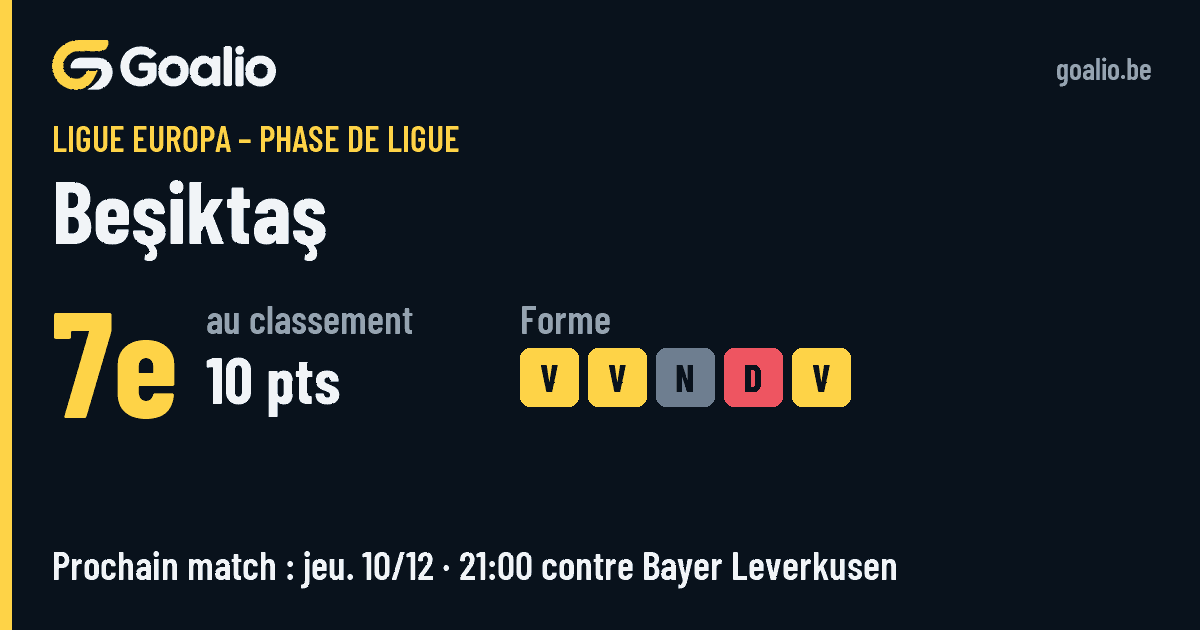 Goalio
goalio.be
LIGUE EUROPA – PHASE DE LIGUE
Beşiktaş
7e
au classement
10 pts
Forme
V V N D V
Prochain match : jeu. 10/12 · 21:00 contre Bayer Leverkusen